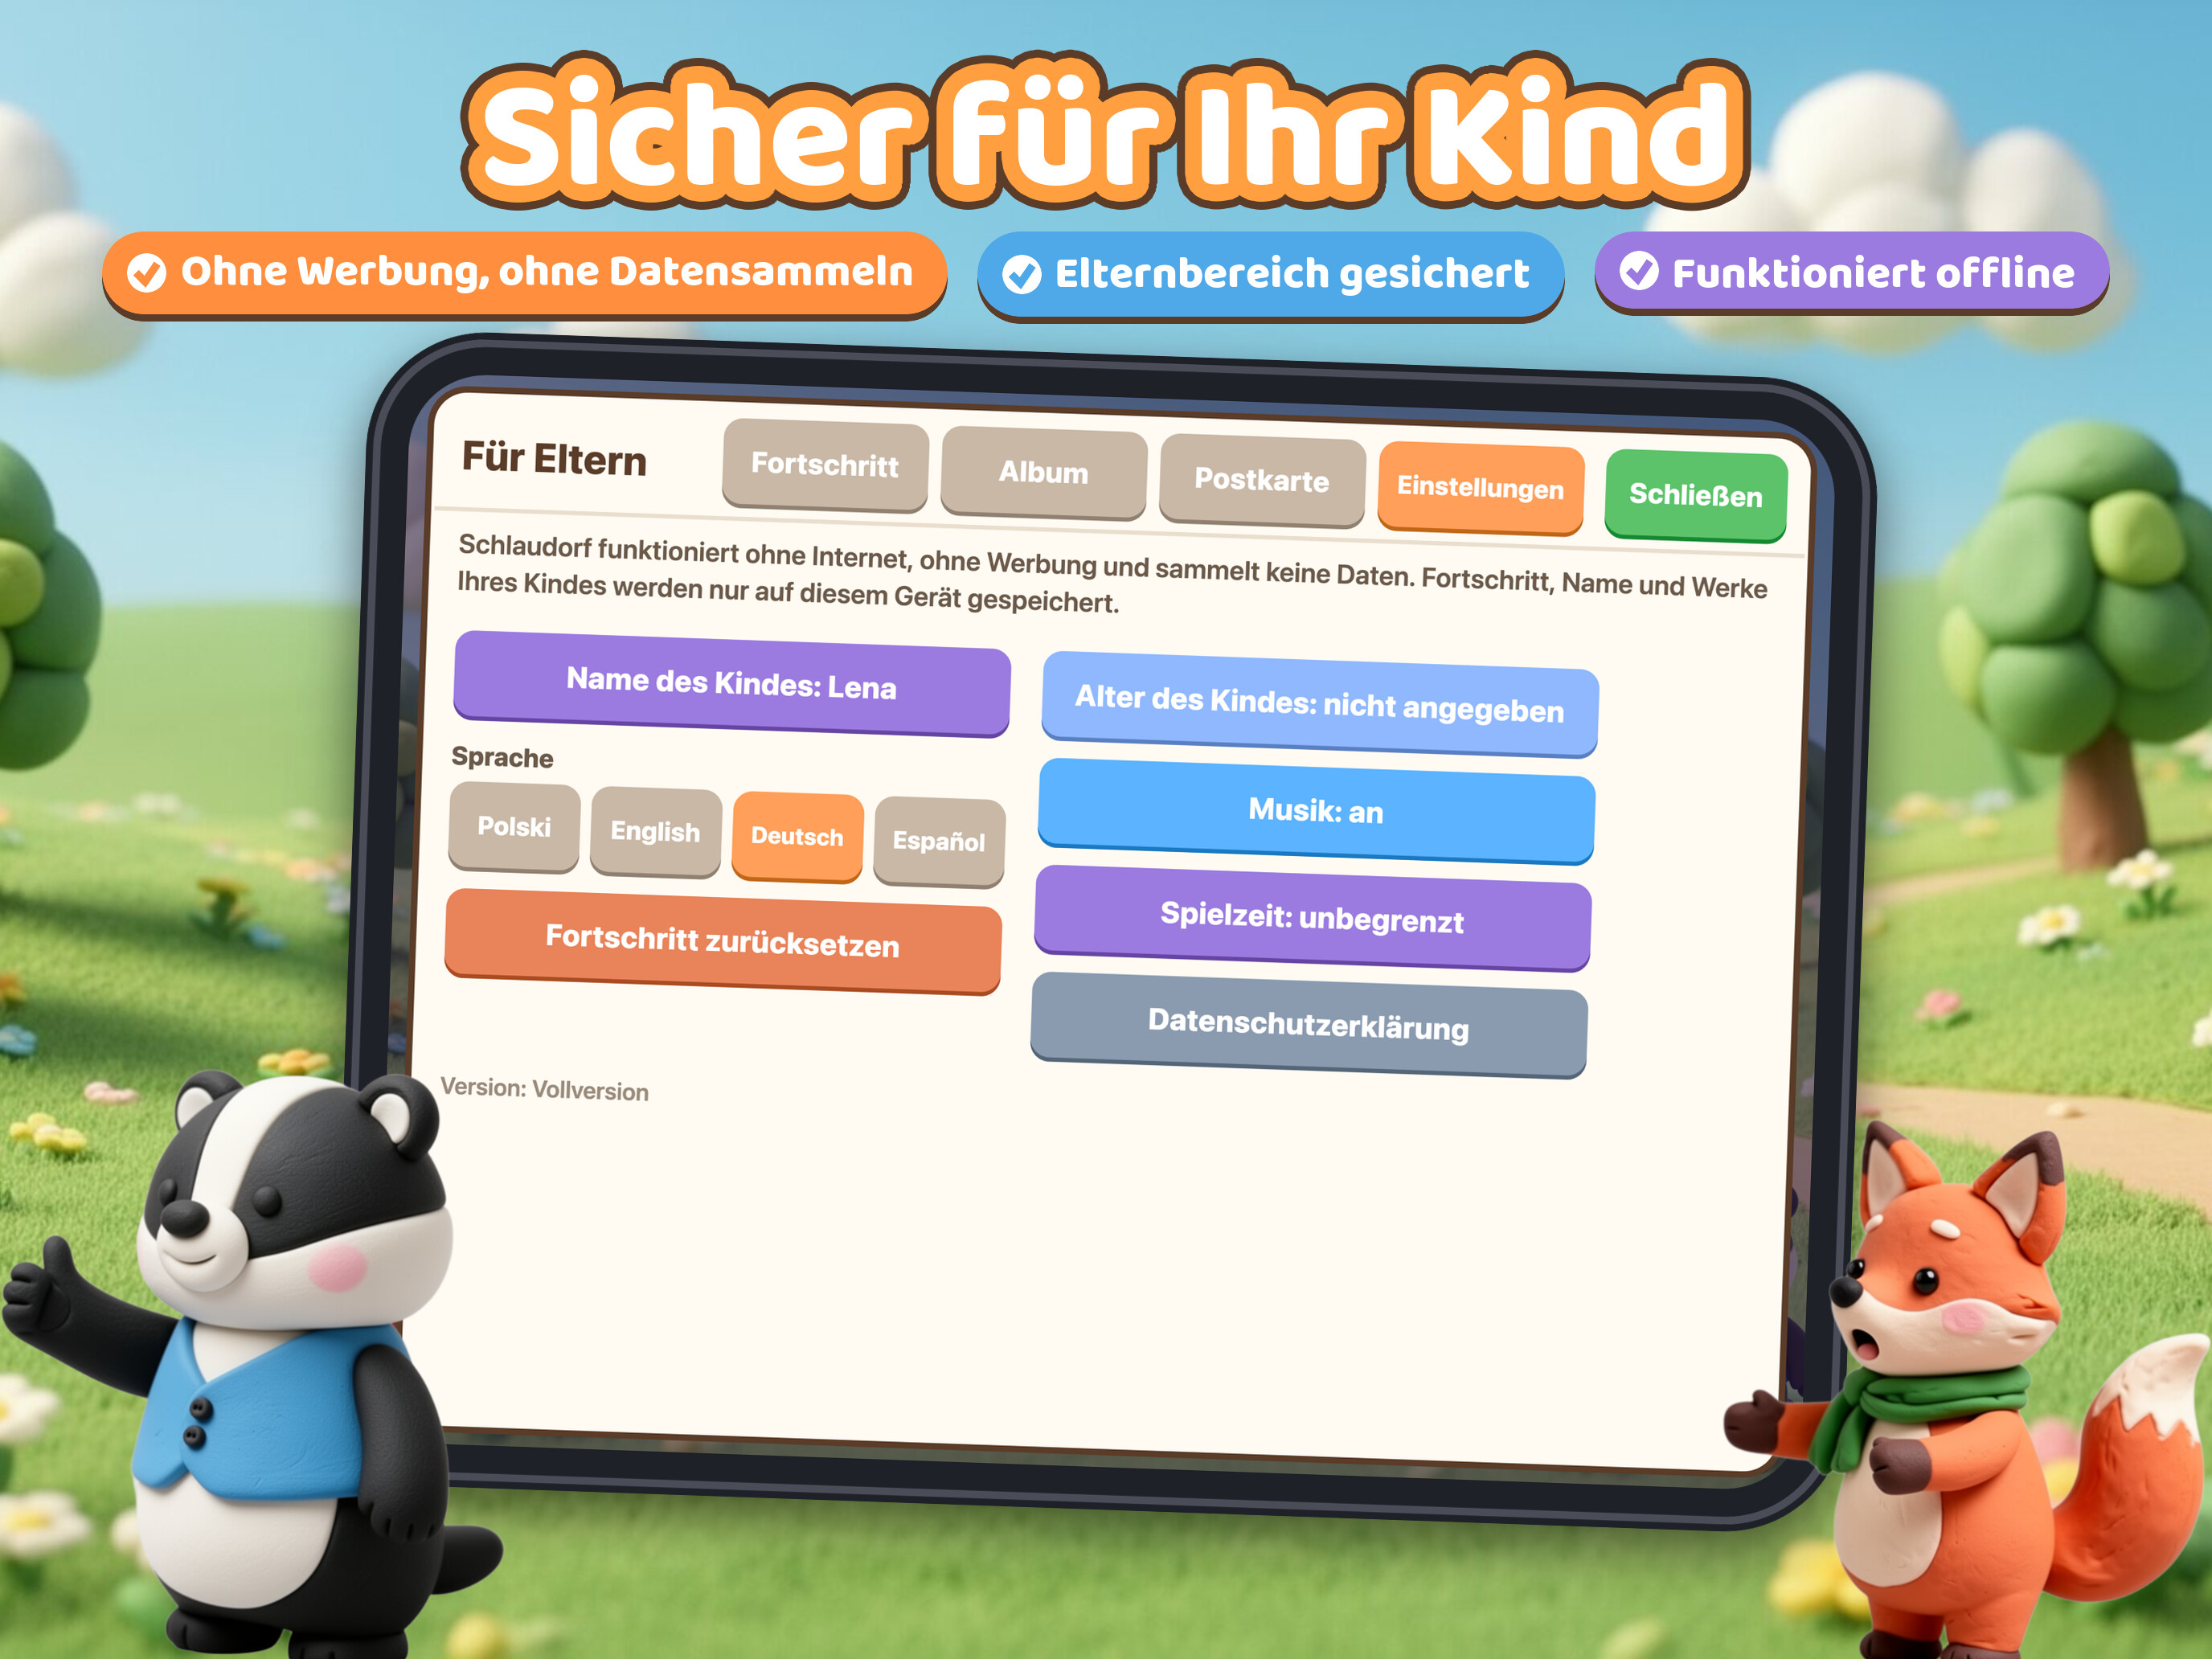 Sicher für Ihr Kind
Ohne Werbung, ohne Datensammeln
Elternbereich gesichert
Funktioniert offline
Für Eltern
Fortschritt
Album
Postkarte
Einstellungen
Schließen
Schlaudorf funktioniert ohne Internet, ohne Werbung und sammelt keine Daten. Fortschritt, Name und Werke
Ihres Kindes werden nur auf diesem Gerät gespeichert.
Name des Kindes: Lena
Alter des Kindes: nicht angegeben
Sprache
Polski
English
Deutsch
Español
Musik: an
Fortschritt zurücksetzen
Spielzeit: unbegrenzt
Datenschutzerklärung
Version: Vollversion